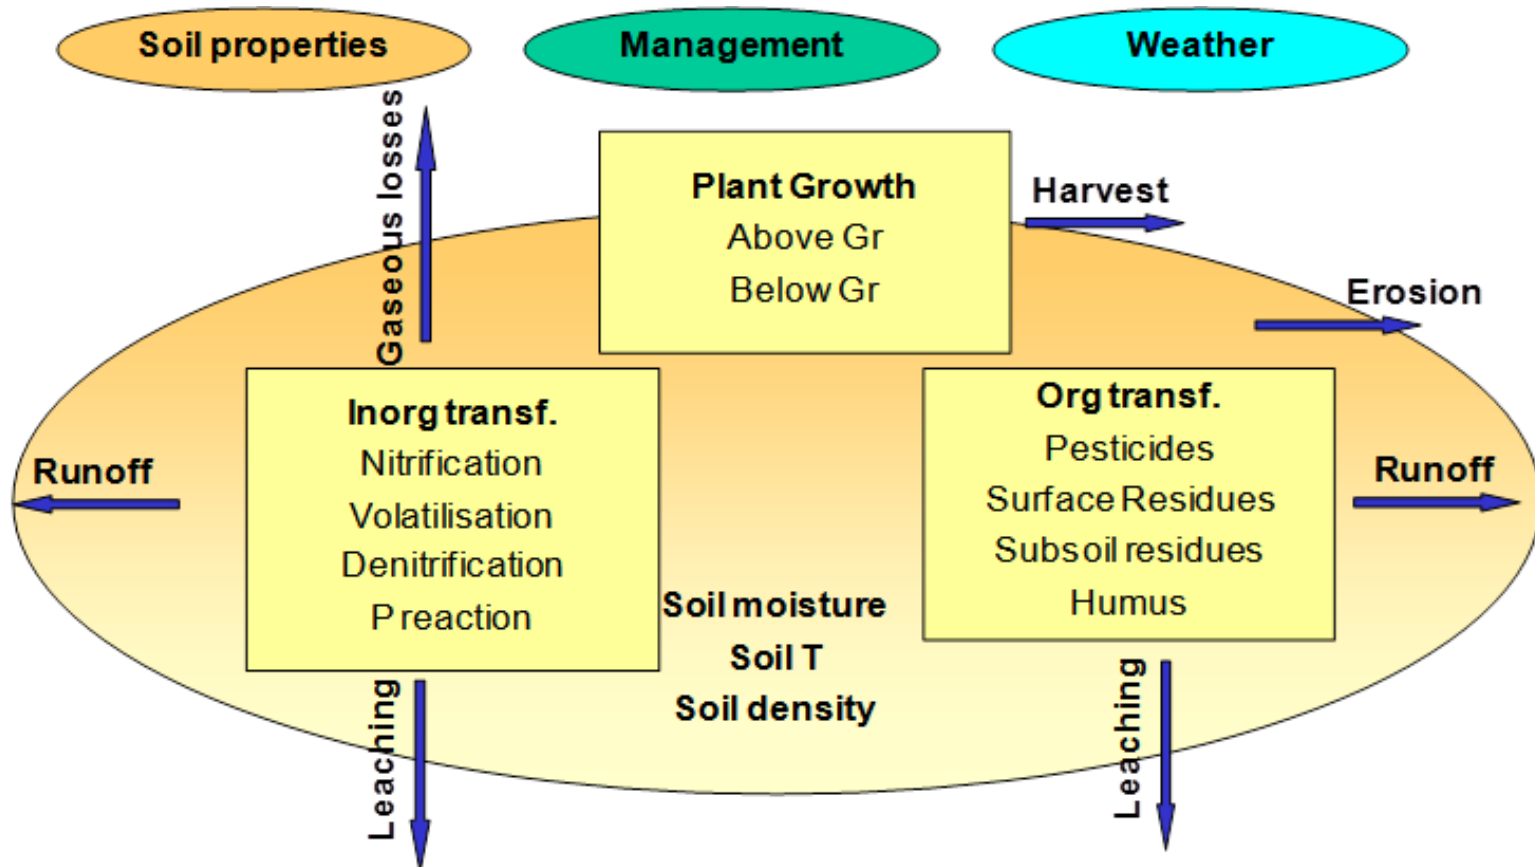 Soil properties
Management
Weather
Gaseous losses
Plant Growth
Above Gr
Below Gr
Harvest
Erosion
Inorg transf.
Nitrification
Volatilisation
Denitrification
P reaction
Runoff
Org transf.
Pesticides
Surface Residues
Subsoil residues
Humus
Runoff
Soil moisture
Soil T
Soil density
Leaching
Leaching